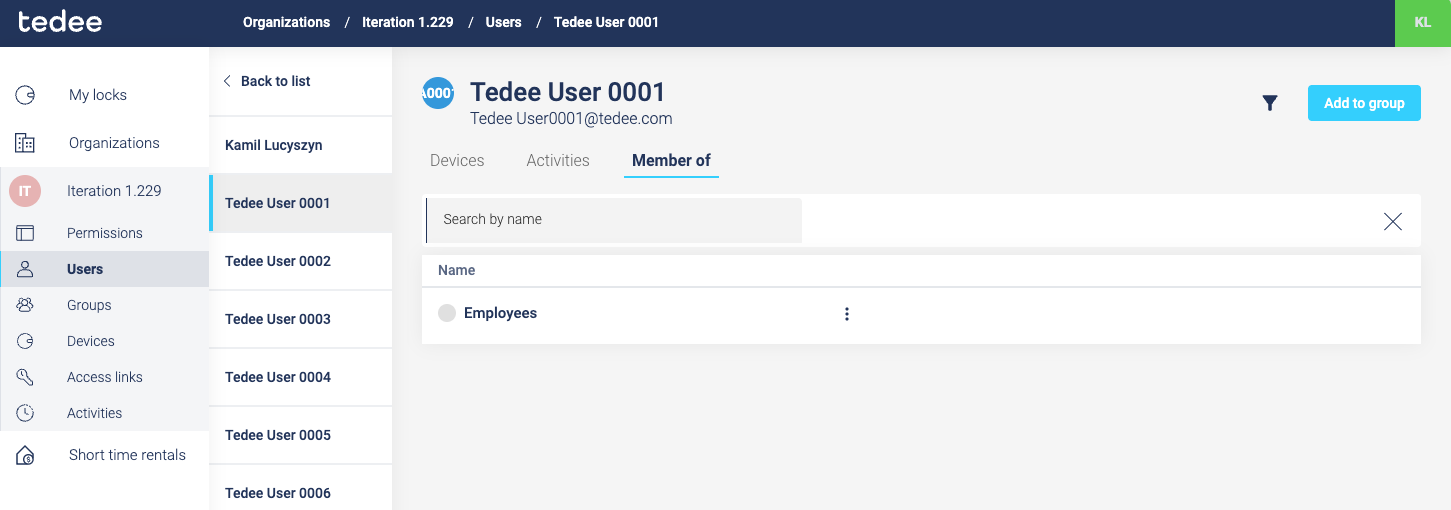 tedee
Organizations / Iteration 1.229 / Users / Tedee User 0001
KL
My locks
Organizations
IT Iteration 1.229
Permissions
Users
Groups
Devices
Access links
Activities
Short time rentals
Back to list
Kamil Lucyszyn
Tedee User 0001
Tedee User 0002
Tedee User 0003
Tedee User 0004
Tedee User 0005
Tedee User 0006
Tedee User 0001
Tedee User0001@tedee.com
Add to group
Devices Activities Member of
Search by name
Name
Employees